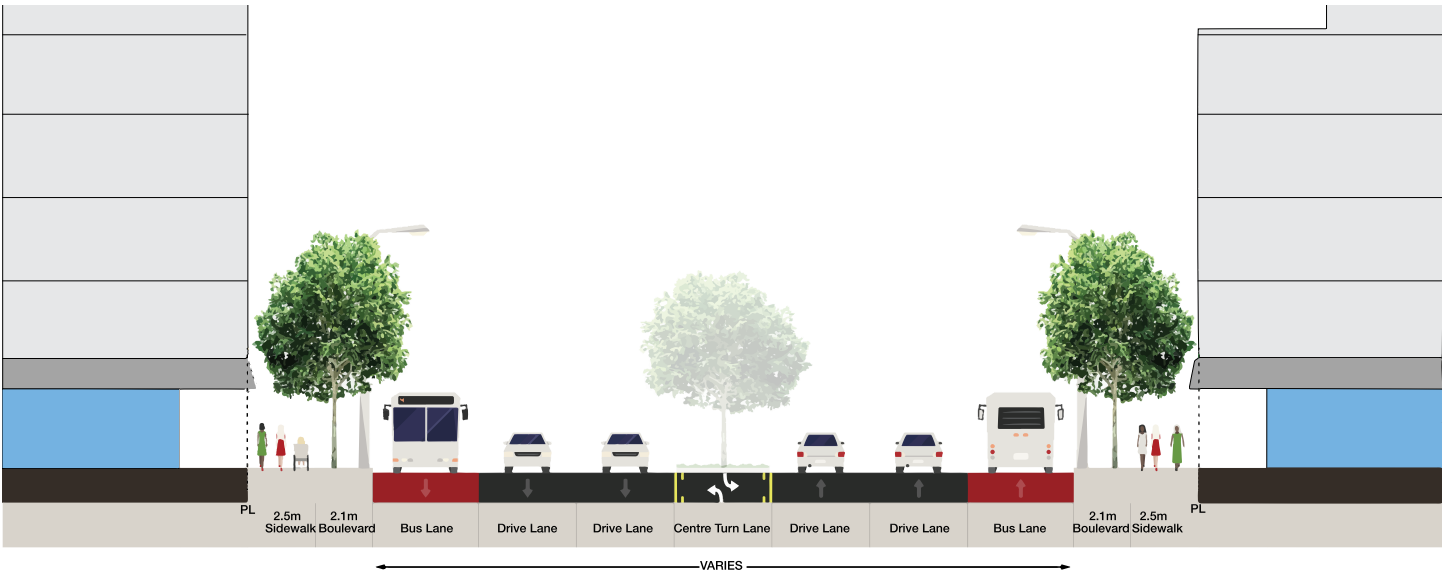 PL
2.5m
Sidewalk
2.1m
Boulevard
Bus Lane
Drive Lane
Drive Lane
Centre Turn Lane
Drive Lane
Drive Lane
Bus Lane
2.1m
Boulevard
2.5m
Sidewalk
PL
VARIES